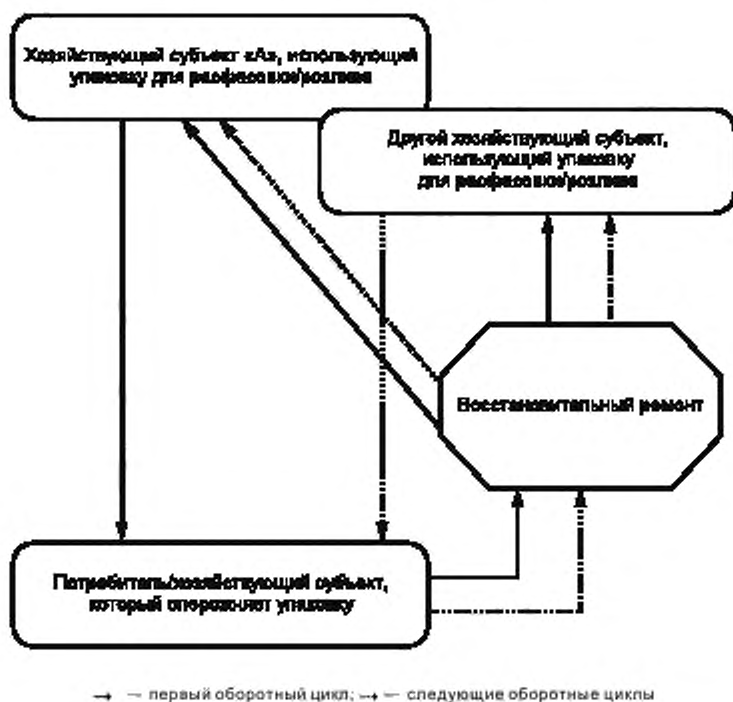 Хозяйствующий субъект «А», использующий
упаковку для расфасовки/розлива
Другой хозяйствующий субъект,
использующий упаковку
для расфасовки/розлива
Восстановительный ремонт
Потребитель/хозяйствующий субъект,
который опорожняет упаковку
→ — первый оборотный цикл; → — следующие оборотные циклы